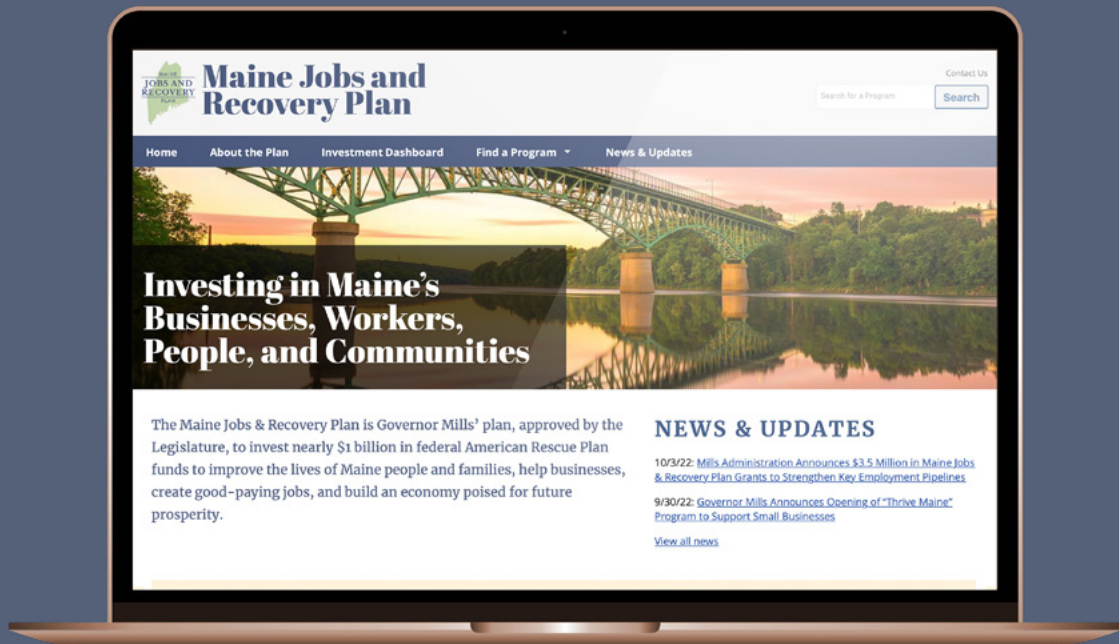 MAINE
JOBS AND
RECOVERY
PLAN
Maine Jobs and
Recovery Plan
Contact Us
Search for a Program
Search
Home
About the Plan
Investment Dashboard
Find a Program
News & Updates
Investing in Maine's
Businesses, Workers,
People, and Communities
The Maine Jobs & Recovery Plan is Governor Mills' plan, approved by the
Legislature, to invest nearly $1 billion in federal American Rescue Plan
funds to improve the lives of Maine people and families, help businesses,
create good-paying jobs, and build an economy poised for future
prosperity.
NEWS & UPDATES
10/3/22: Mills Administration Announces $3.5 Million in Maine Jobs
& Recovery Plan Grants to Strengthen Key Employment Pipelines
9/30/22: Governor Mills Announces Opening of "Thrive Maine"
Program to Support Small Businesses
View all news